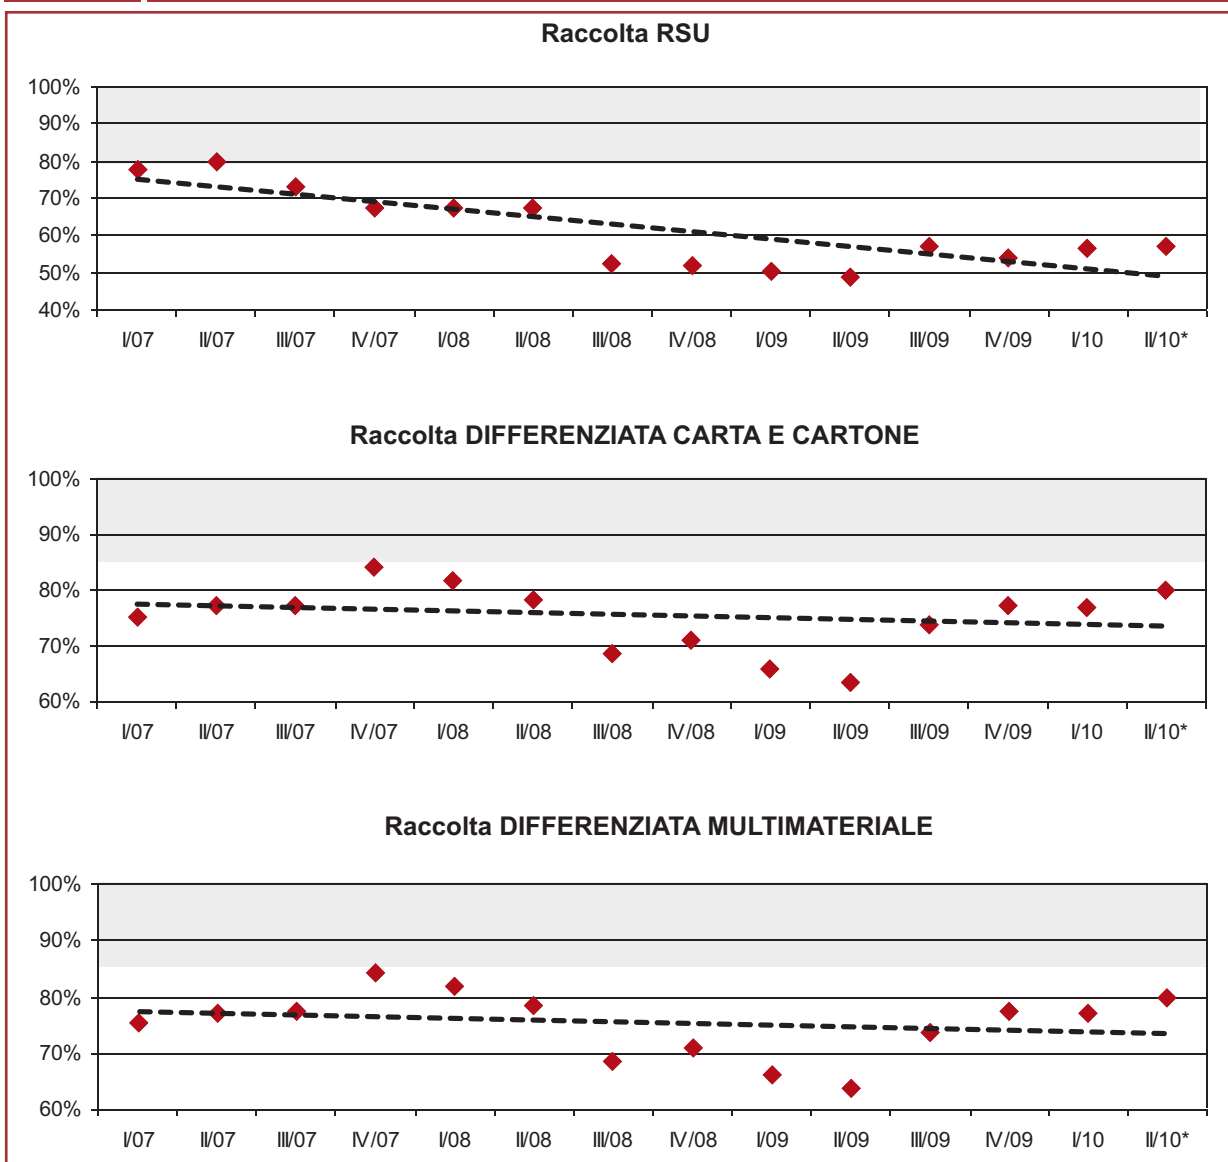 Raccolta RSU
100%
90%
80%
70%
60%
50%
40%
I/07 II/07 III/07 IV/07 I/08 II/08 III/08 IV/08 I/09 II/09 III/09 IV/09 I/10 II/10*
Raccolta DIFFERENZIATA CARTA E CARTONE
100%
90%
80%
70%
60%
I/07 II/07 III/07 IV/07 I/08 II/08 III/08 IV/08 I/09 II/09 III/09 IV/09 I/10 II/10*
Raccolta DIFFERENZIATA MULTIMATERIALE
100%
90%
80%
70%
60%
I/07 II/07 III/07 IV/07 I/08 II/08 III/08 IV/08 I/09 II/09 III/09 IV/09 I/10 II/10*